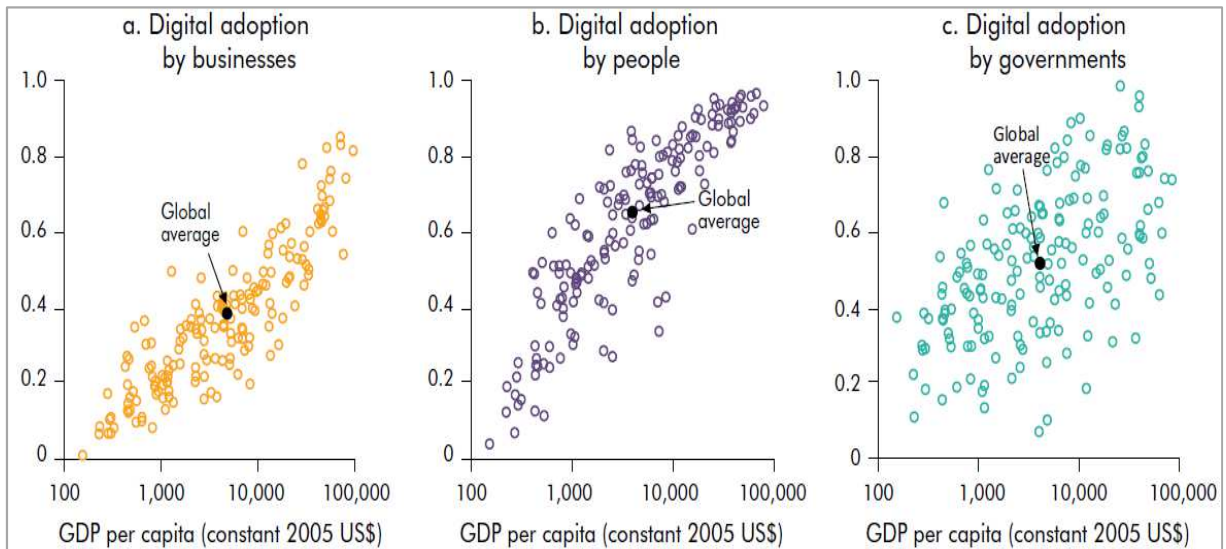 a. Digital adoption
by businesses
1.0
0.8
0.6
0.4
0.2
0
Global
average
100
1,000
10,000
100,000
GDP per capita (constant 2005 US$)
b. Digital adoption
by people
1.0
0.8
0.6
0.4
0.2
0
Global
average
100
1,000
10,000
100,000
GDP per capita (constant 2005 US$)
c. Digital adoption
by governments
1.0
0.8
0.6
0.4
0.2
0
Global
average
100
1,000
10,000
100,000
GDP per capita (constant 2005 US$)